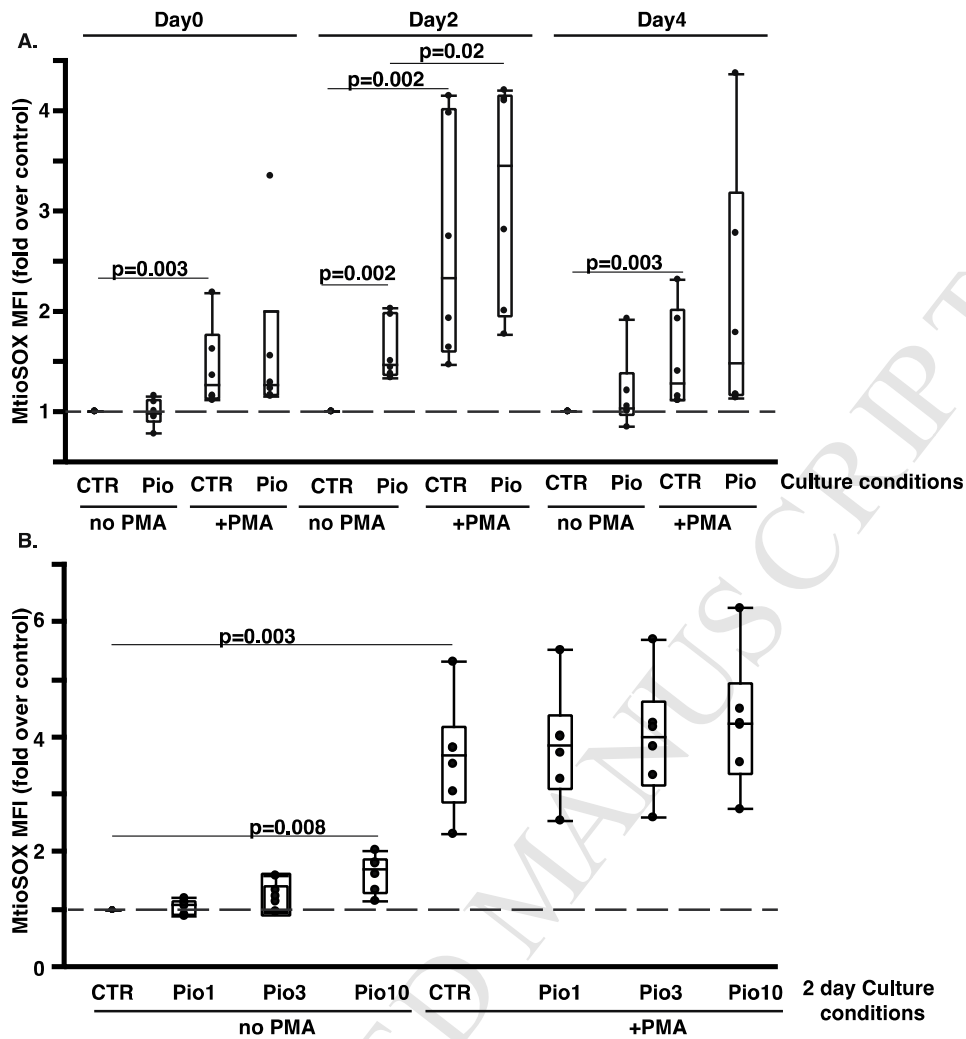 Day0 Day2 Day4
A.
p=0.02
p=0.002
4
3
p=0.003 p=0.002 p=0.003
2
1
MtioSOX MFI (fold over control)
CTR Pio CTR Pio CTR Pio CTR Pio CTR Pio CTR Pio Culture conditions
no PMA +PMA no PMA +PMA no PMA +PMA
B.
6
p=0.003
4
p=0.008
2
0
MtioSOX MFI (fold over control)
CTR Pio1 Pio3 Pio10 CTR Pio1 Pio3 Pio10 2 day Culture
conditions
no PMA +PMA
ED MANUSCRIPT